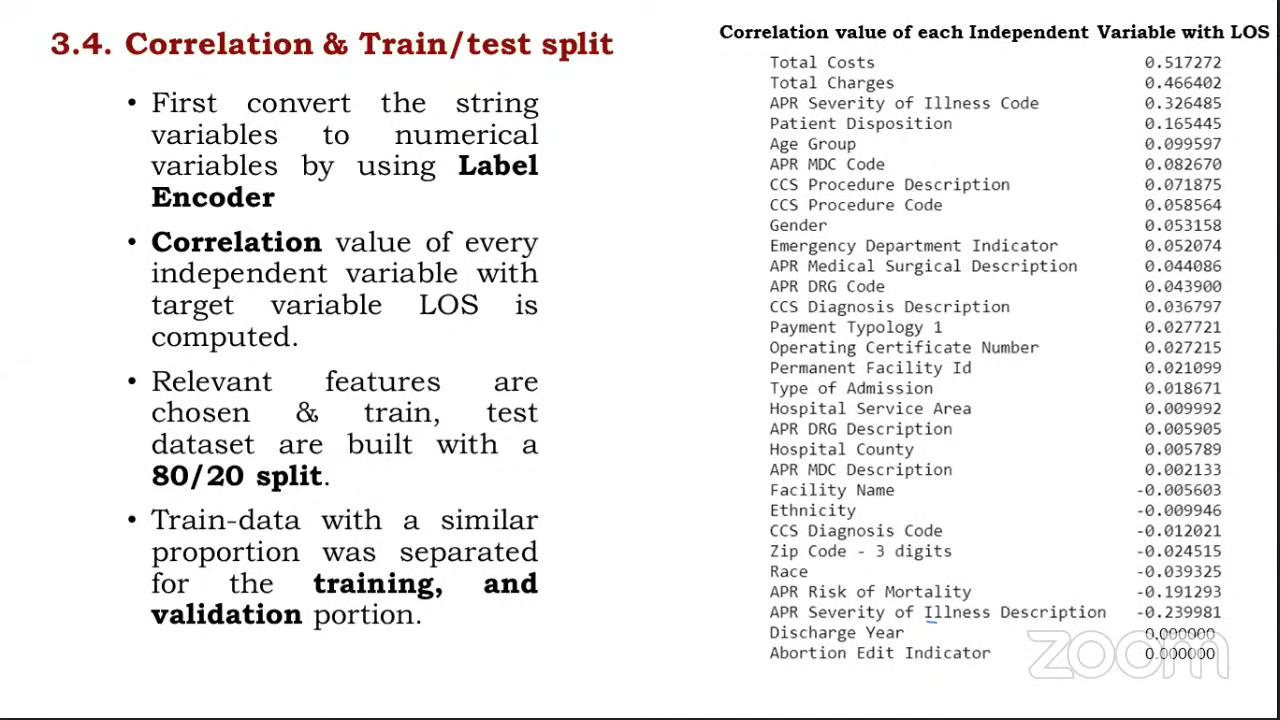 3.4. Correlation & Train/test split
• First convert the string
variables to numerical
variables by using Label
Encoder
• Correlation value of every
independent variable with
target variable LOS is
computed.
• Relevant features are
chosen & train, test
dataset are built with a
80/20 split.
• Train-data with a similar
proportion was separated
for the training, and
validation portion.
Correlation value of each Independent Variable with LOS
Total Costs 0.517272
Total Charges 0.466402
APR Severity of Illness Code 0.326485
Patient Disposition 0.165445
Age Group 0.099597
APR MDC Code 0.082670
CCS Procedure Description 0.071875
CCS Procedure Code 0.058564
Gender 0.053158
Emergency Department Indicator 0.052074
APR Medical Surgical Description 0.044086
APR DRG Code 0.043900
CCS Diagnosis Description 0.036797
Payment Typology 1 0.027721
Operating Certificate Number 0.027215
Permanent Facility Id 0.021099
Type of Admission 0.018671
Hospital Service Area 0.009992
APR DRG Description 0.005905
Hospital County 0.005789
APR MDC Description 0.002133
Facility Name -0.005603
Ethnicity -0.009946
CCS Diagnosis Code -0.012021
Zip Code - 3 digits -0.024515
Race -0.039325
APR Risk of Mortality -0.191293
APR Severity of Illness Description -0.239981
Discharge Year 0.000000
Abortion Edit Indicator 0.000000
zoom